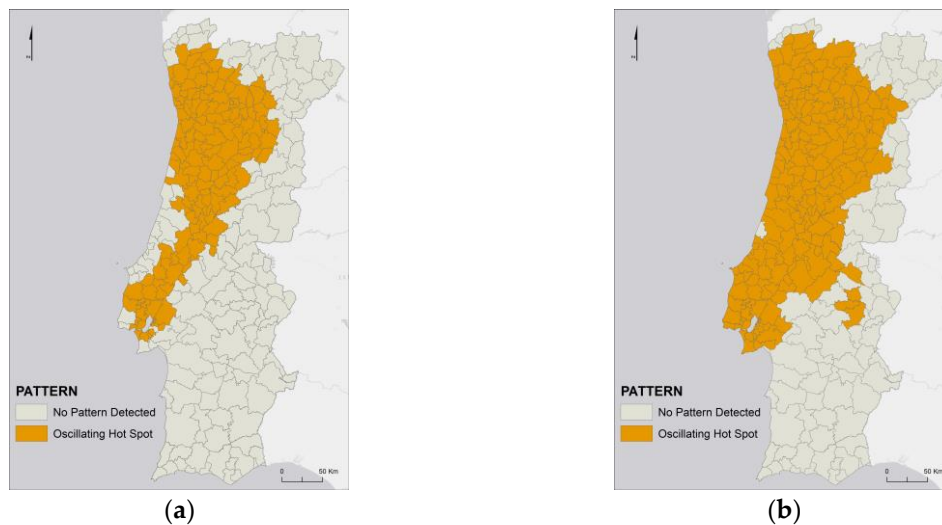 PATTERN
No Pattern Detected
Oscillating Hot Spot
0 50 Km
(a)
PATTERN
No Pattern Detected
Oscillating Hot Spot
0 50 Km
(b)